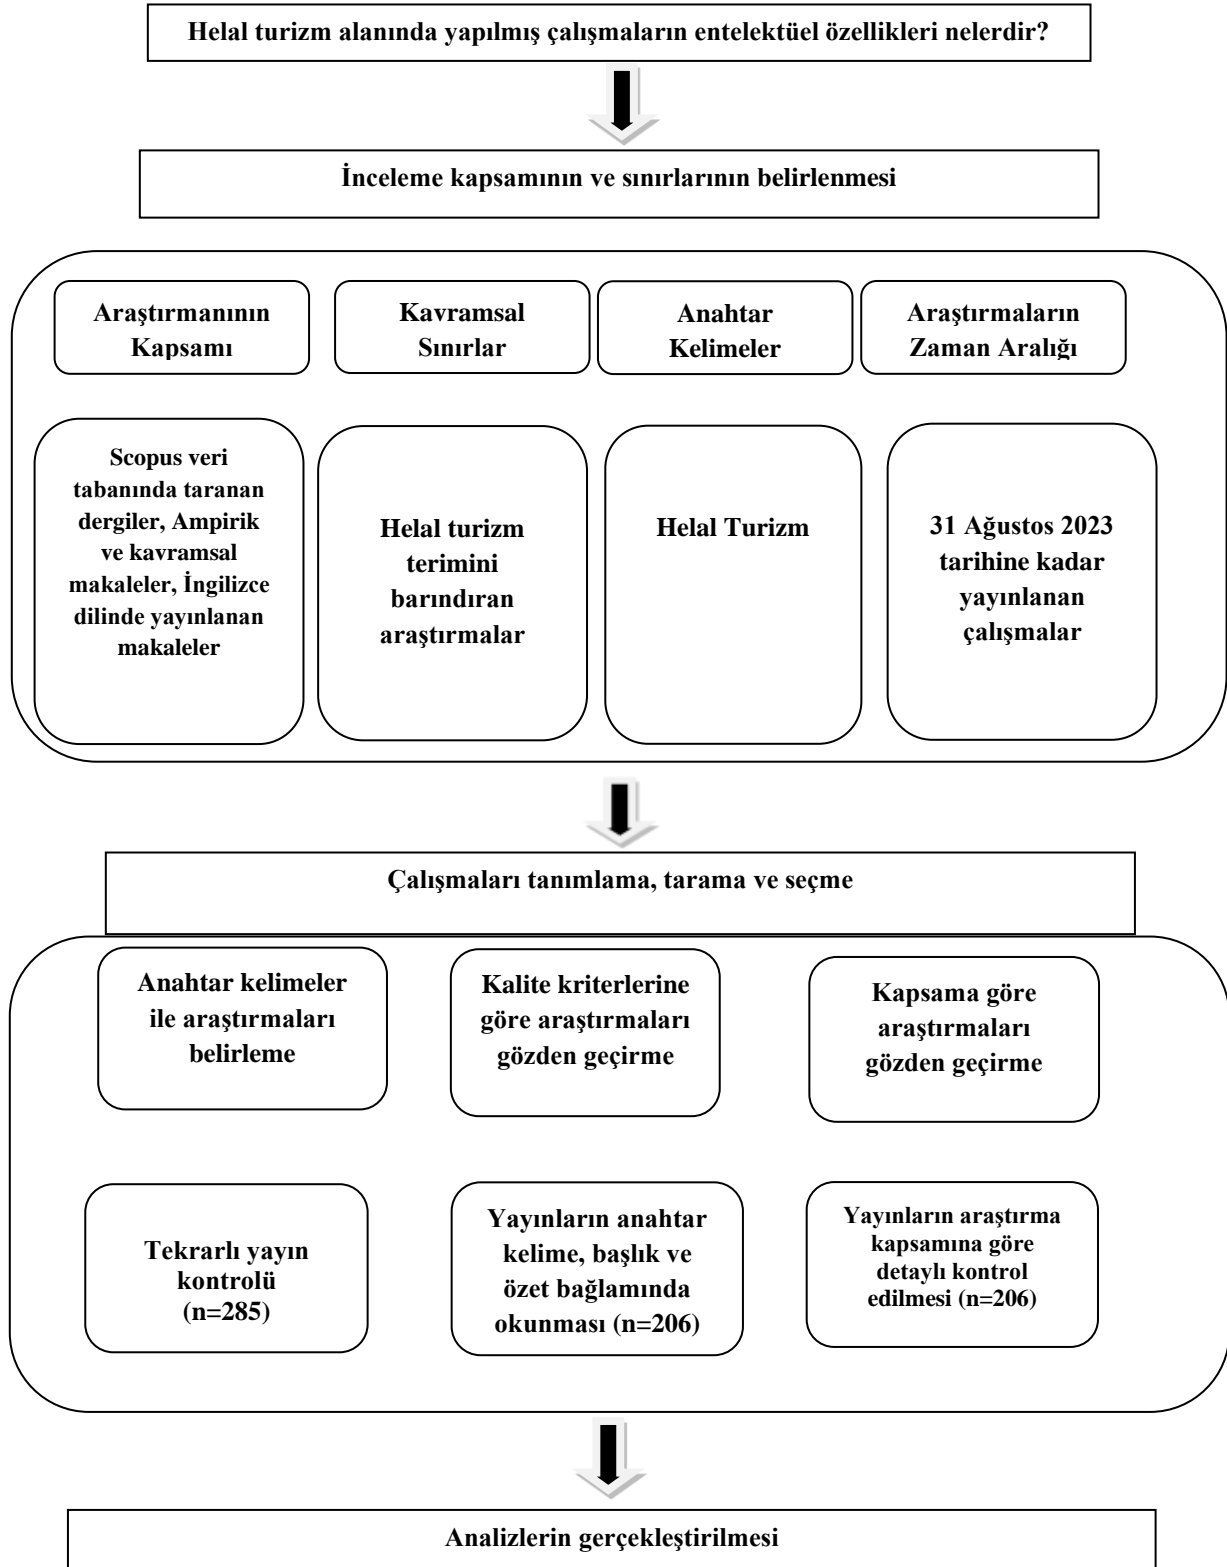 Helal turizm alanında yapılmış çalışmaların entelektüel özellikleri nelerdir?
İnceleme kapsamının ve sınırlarının belirlenmesi
Araştırmanının
Kapsamı
Kavramsal
Sınırlar
Anahtar
Kelimeler
Araştırmaların
Zaman Aralığı
Scopus veri
tabanında taranan
dergiler, Ampirik
ve kavramsal
makaleler, İngilizce
dilinde yayınlanan
makaleler
Helal turizm
terimini
barındıran
araştırmalar
Helal Turizm
31 Ağustos 2023
tarihine kadar
yayınlanan
çalışmalar
Çalışmaları tanımlama, tarama ve seçme
Anahtar kelimeler
ile araştırmaları
belirleme
Kalite kriterlerine
göre araştırmaları
gözden geçirme
Kapsama göre
araştırmaları
gözden geçirme
Tekrarlı yayın
kontrolü
(n=285)
Yayınların anahtar
kelime, başlık ve
özet bağlamında
okunması (n=206)
Yayınların araştırma
kapsamına göre
detaylı kontrol
edilmesi (n=206)
Analizlerin gerçekleştirilmesi